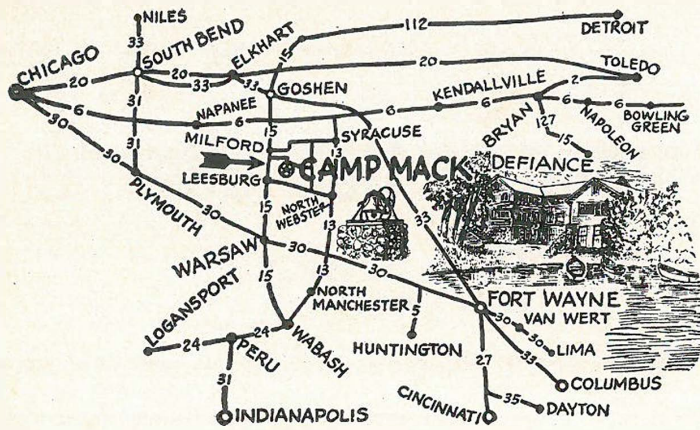 NILES
33
SOUTH BEND
ELKHART
15
112
DETROIT
CHICAGO
20
20
33
33
20
TOLEDO
2
31
GOSHEN
KENDALLVILLE
6
NAPANEE
6
6
6
6
6
BOWLING GREEN
NAPOLEON
BRYAN
127
15
DEFIANCE
30
31
15
MILFORD
SYRACUSE
13
CAMP MACK
LEESBURG
30
PLYMOUTH
NORTH WEBSTER
33
30
15
13
WARSAW
30
30
13
15
NORTH MANCHESTER
5
FORT WAYNE
30
VAN WERT
30
LIMA
LOGANSPORT
24
24
PERU
WABASH
HUNTINGTON
27
33
COLUMBUS
31
INDIANAPOLIS
CINCINNATI
35
DAYTON